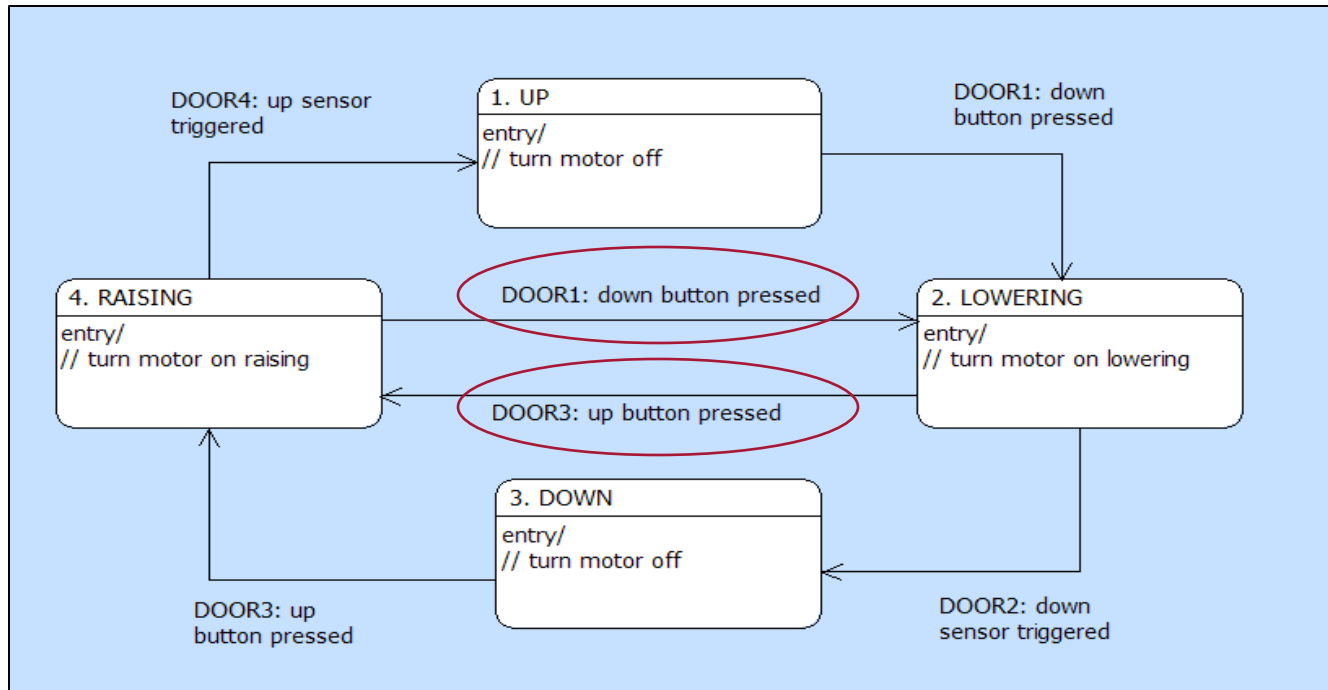 DOOR4: up sensor
triggered
1. UP
entry/
// turn motor off
DOOR1: down
button pressed
4. RAISING
entry/
// turn motor on raising
DOOR1: down button pressed
DOOR3: up button pressed
2. LOWERING
entry/
// turn motor on lowering
3. DOWN
entry/
// turn motor off
DOOR3: up
button pressed
DOOR2: down
sensor triggered